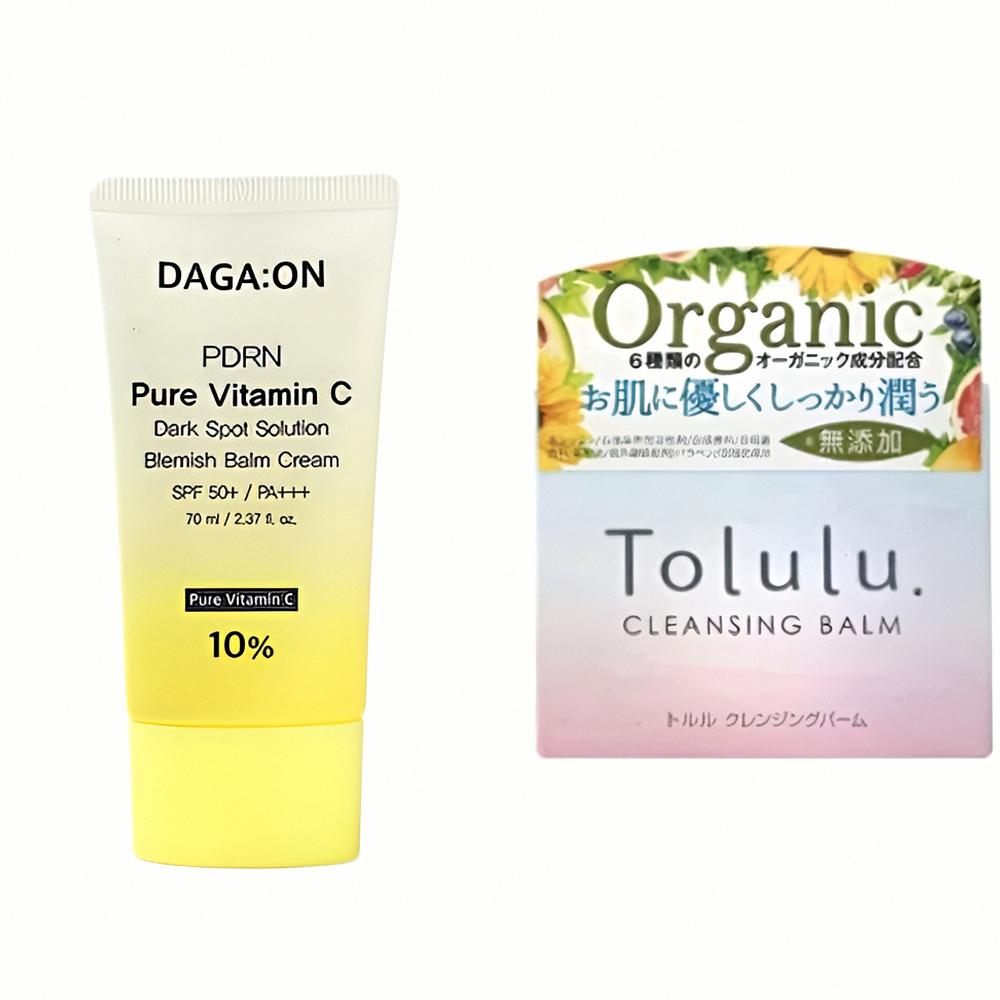 DAGA:ON
PDRN
Pure Vitamin C
Dark Spot Solution
Blemish Balm Cream
SPF 50+ / PA+++
70 ml / 2.37 fl. oz.
Pure Vitamin C
10%
Organic
6種類の オーガニック成分配合
お肌に優しくしっかり潤う
無添加
Tolulu.
CLEANSING BALM
トルル クレンジングバーム